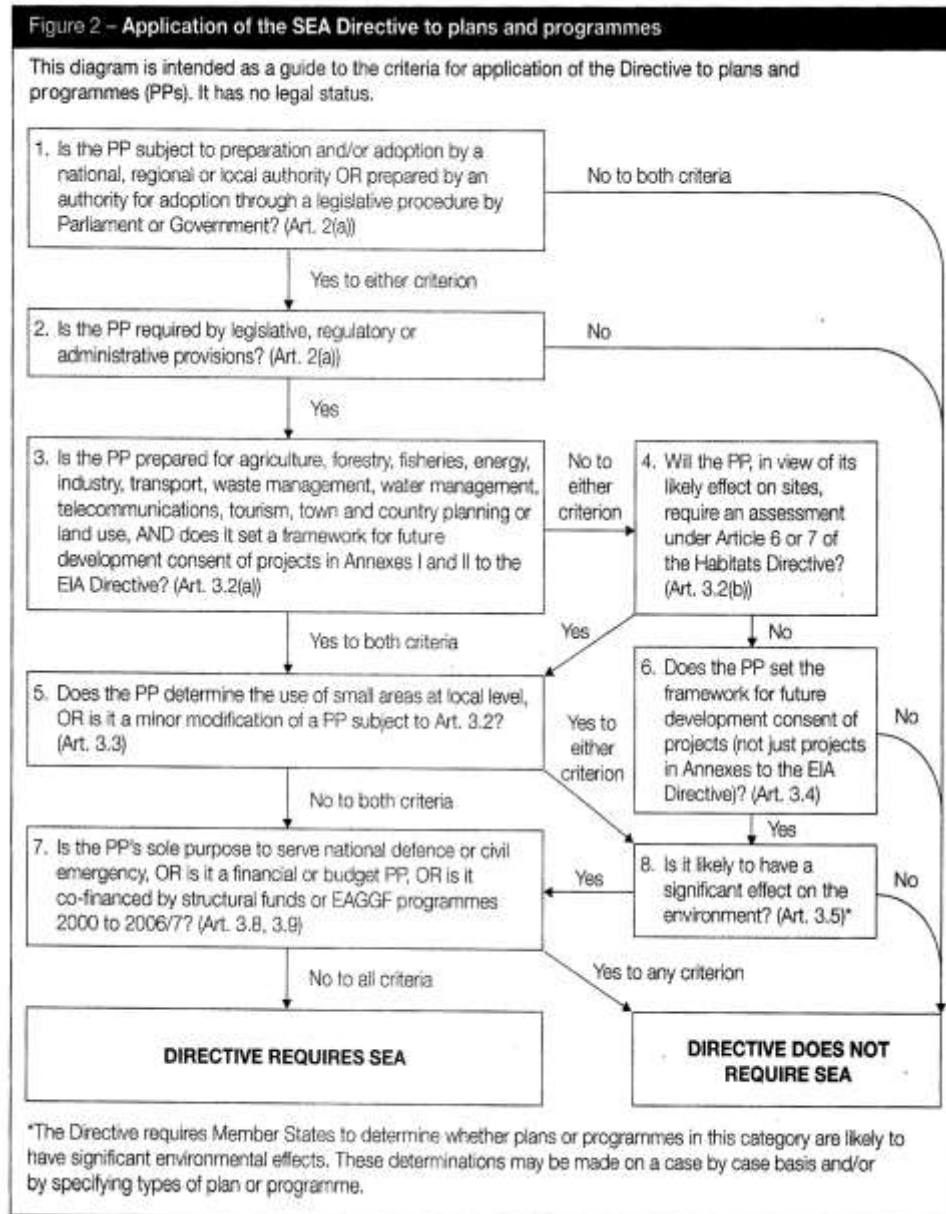 Figure 2 – Application of the SEA Directive to plans and programmes
This diagram is intended as a guide to the criteria for application of the Directive to plans and
programmes (PPs). It has no legal status.
1. Is the PP subject to preparation and/or adoption by a
national, regional or local authority OR prepared by an
authority for adoption through a legislative procedure by
Parliament or Government? (Art. 2(a))
No to both criteria
Yes to either criterion
2. Is the PP required by legislative, regulatory or
administrative provisions? (Art. 2(a))
No
Yes
3. Is the PP prepared for agriculture, forestry, fisheries, energy,
industry, transport, waste management, water management,
telecommunications, tourism, town and country planning or
land use, AND does it set a framework for future
development consent of projects in Annexes I and II to the
EIA Directive? (Art. 3.2(a))
No to
either
criterion
4. Will the PP, in view of its
likely effect on sites,
require an assessment
under Article 6 or 7 of
the Habitats Directive?
(Art. 3.2(b))
Yes to both criteria
Yes
No
5. Does the PP determine the use of small areas at local level,
OR is it a minor modification of a PP subject to Art. 3.2?
(Art. 3.3)
Yes to
either
criterion
6. Does the PP set the
framework for future
development consent of
projects (not just projects
in Annexes to the EIA
Directive)? (Art. 3.4)
No
No to both criteria
Yes
7. Is the PP's sole purpose to serve national defence or civil
emergency, OR is it a financial or budget PP, OR is it
co-financed by structural funds or EAGGF programmes
2000 to 2006/7? (Art. 3.8, 3.9)
Yes
8. Is it likely to have a
significant effect on the
environment? (Art. 3.5)*
No
No to all criteria
Yes to any criterion
DIRECTIVE REQUIRES SEA
DIRECTIVE DOES NOT
REQUIRE SEA
*The Directive requires Member States to determine whether plans or programmes in this category are likely to
have significant environmental effects. These determinations may be made on a case by case basis and/or
by specifying types of plan or programme.